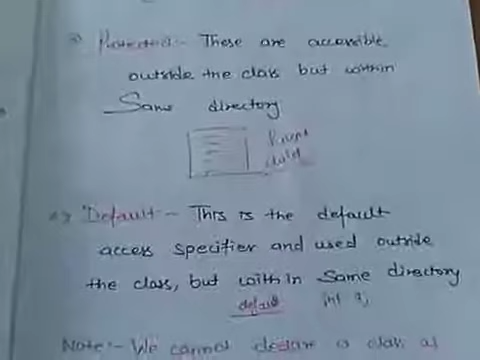 Protected:- These are accessible
outside the class but within
Same directory
Parent
child
Default:- This is the default
access specifier and used outside
the class, but with in Same directory
default int a;
Note:- We cannot declare a class as